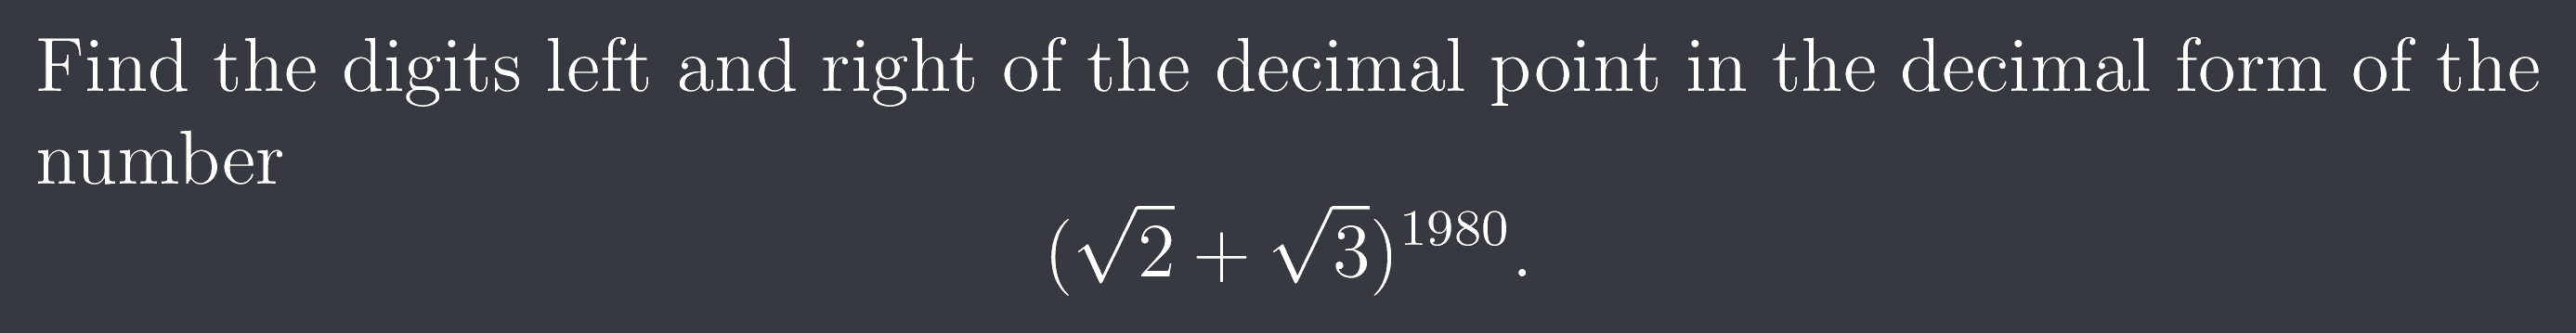 Find the digits left and right of the decimal point in the decimal form of the
number
(√2 + √3)^1980.